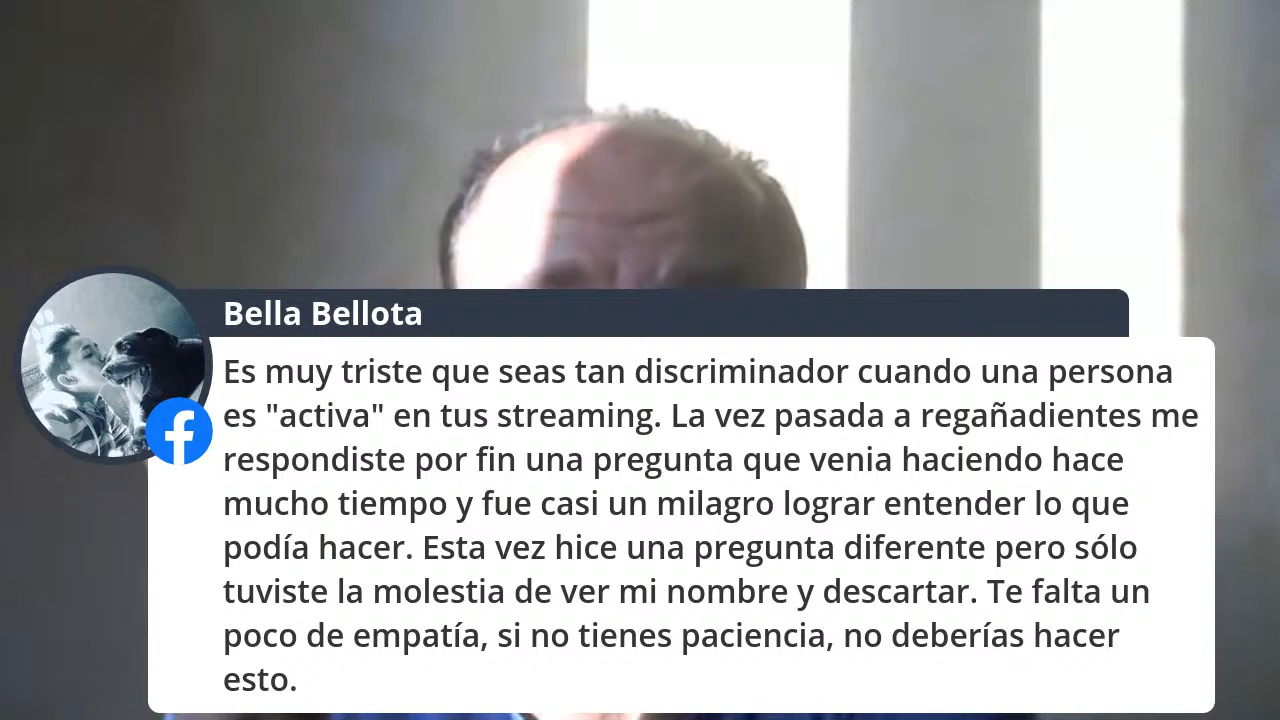 Bella Bellota
Es muy triste que seas tan discriminador cuando una persona
es "activa" en tus streaming. La vez pasada a regañadientes me
respondiste por fin una pregunta que venia haciendo hace
mucho tiempo y fue casi un milagro lograr entender lo que
podía hacer. Esta vez hice una pregunta diferente pero sólo
tuviste la molestia de ver mi nombre y descartar. Te falta un
poco de empatía, si no tienes paciencia, no deberías hacer
esto.